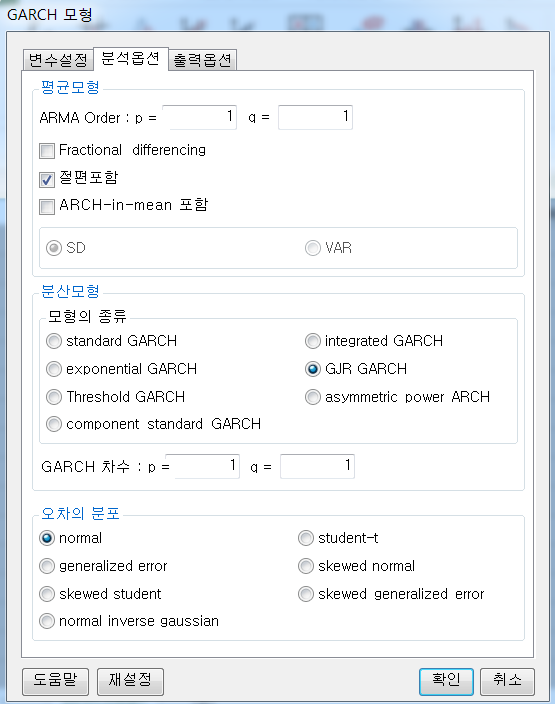 GARCH 모형
변수설정 분석옵션 출력옵션
평균모형
ARMA Order : p = 1 q = 1
Fractional differencing
절편포함
ARCH-in-mean 포함
SD VAR
분산모형
모형의 종류
standard GARCH integrated GARCH
exponential GARCH GJR GARCH
Threshold GARCH asymmetric power ARCH
component standard GARCH
GARCH 차수 : p = 1 q = 1
오차의 분포
normal student-t
generalized error skewed normal
skewed student skewed generalized error
normal inverse gaussian
도움말 재설정 확인 취소